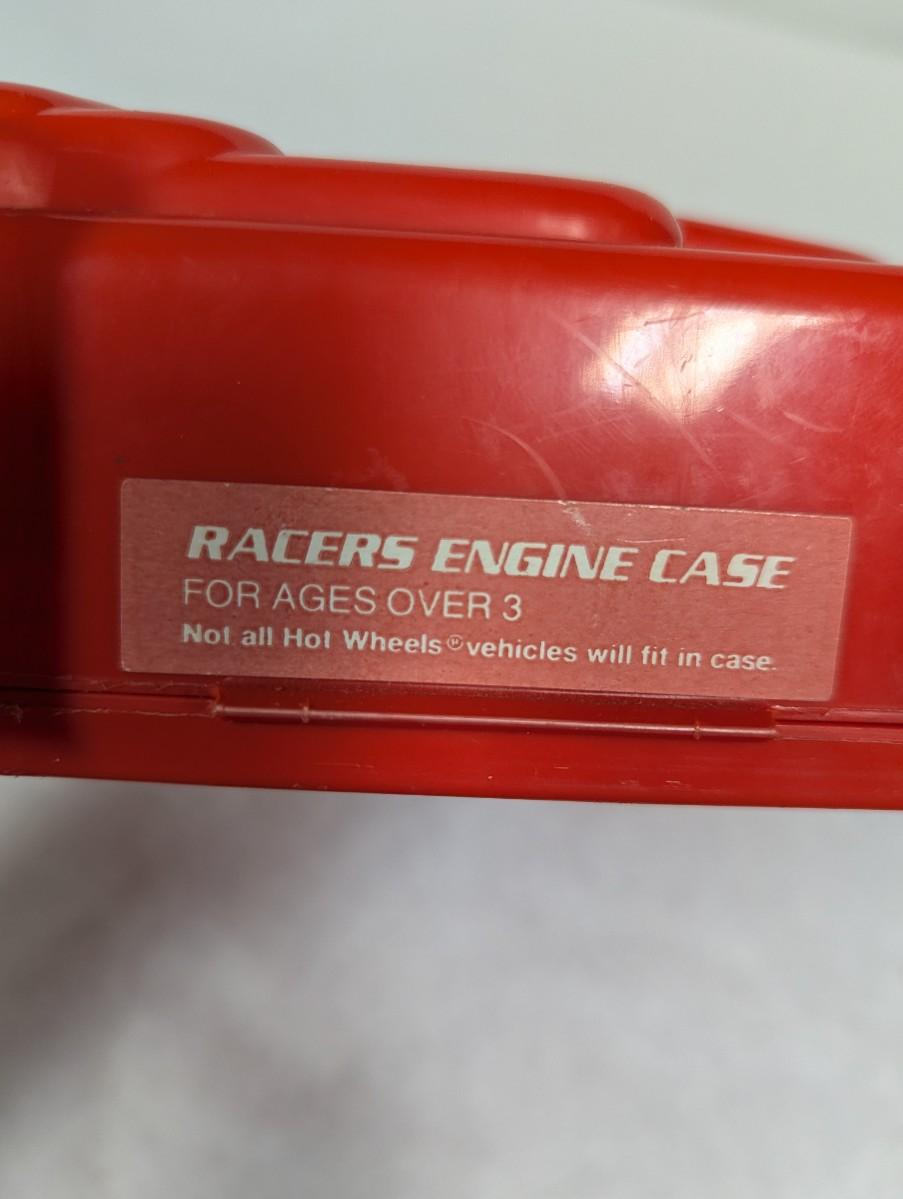 RACERS ENGINE CASE
FOR AGES OVER 3
Not all Hot Wheels® vehicles will fit in case.